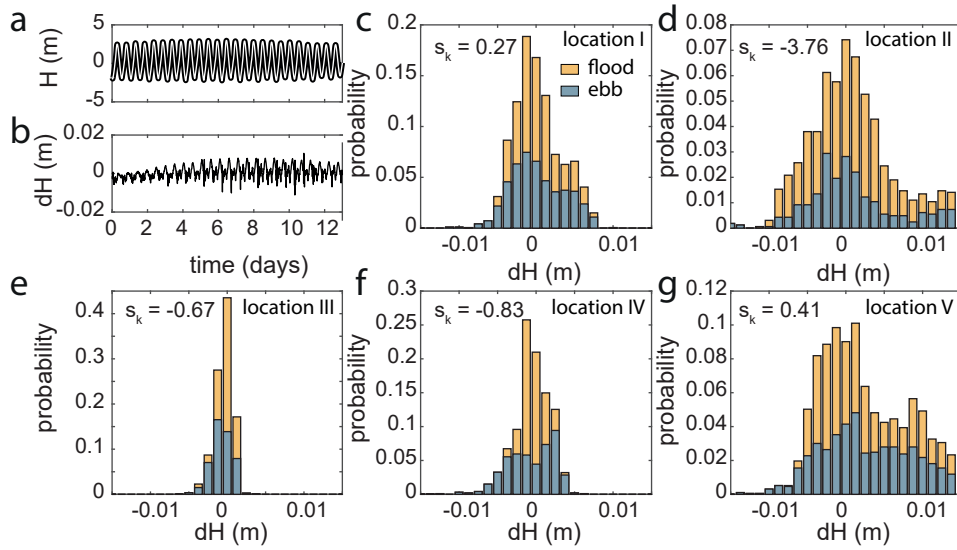 a
5
0
-5
H (m)
b
0.02
0
-0.02
dH (m)
0 2 4 6 8 10 12
time (days)
c
0.2
0.15
0.1
0.05
0
probability
s_k = 0.27
location I
flood
ebb
-0.01 0 0.01
dH (m)
d
0.08
0.07
0.06
0.05
0.04
0.03
0.02
0.01
0
probability
s_k = -3.76
location II
-0.01 0 0.01
dH (m)
e
0.4
0.3
0.2
0.1
0
probability
s_k = -0.67
location III
-0.01 0 0.01
dH (m)
f
0.3
0.25
0.2
0.15
0.1
0.05
0
probability
s_k = -0.83
location IV
-0.01 0 0.01
dH (m)
g
0.12
0.1
0.08
0.06
0.04
0.02
0
probability
s_k = 0.41
location V
-0.01 0 0.01
dH (m)